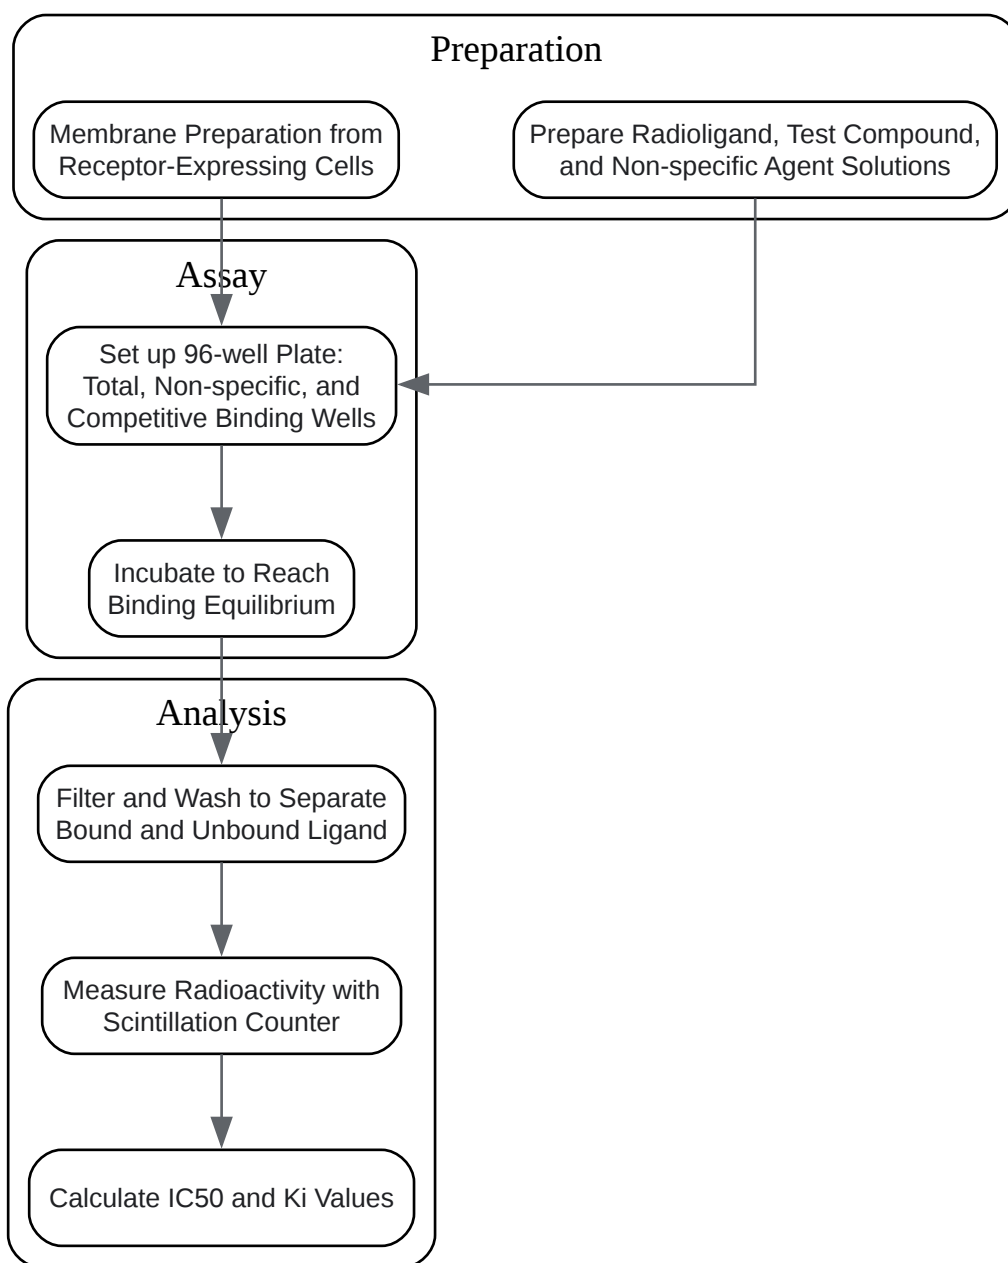 Preparation
Membrane Preparation from
Receptor-Expressing Cells
Prepare Radioligand, Test Compound,
and Non-specific Agent Solutions
Assay
Set up 96-well Plate:
Total, Non-specific, and
Competitive Binding Wells
Incubate to Reach
Binding Equilibrium
Analysis
Filter and Wash to Separate
Bound and Unbound Ligand
Measure Radioactivity with
Scintillation Counter
Calculate IC50 and Ki Values